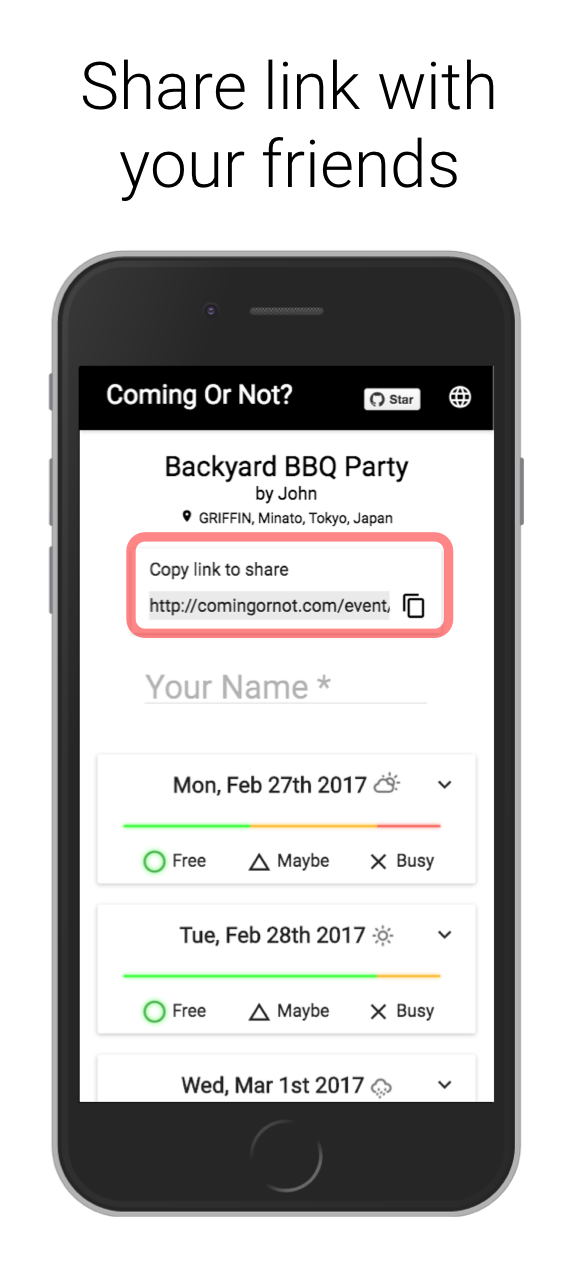 Share link with
your friends
Coming Or Not?
Star
Backyard BBQ Party
by John
GRIFFIN, Minato, Tokyo, Japan
Copy link to share
http://comingornot.com/event/
Your Name *
Mon, Feb 27th 2017
Free Maybe Busy
Tue, Feb 28th 2017
Free Maybe Busy
Wed, Mar 1st 2017